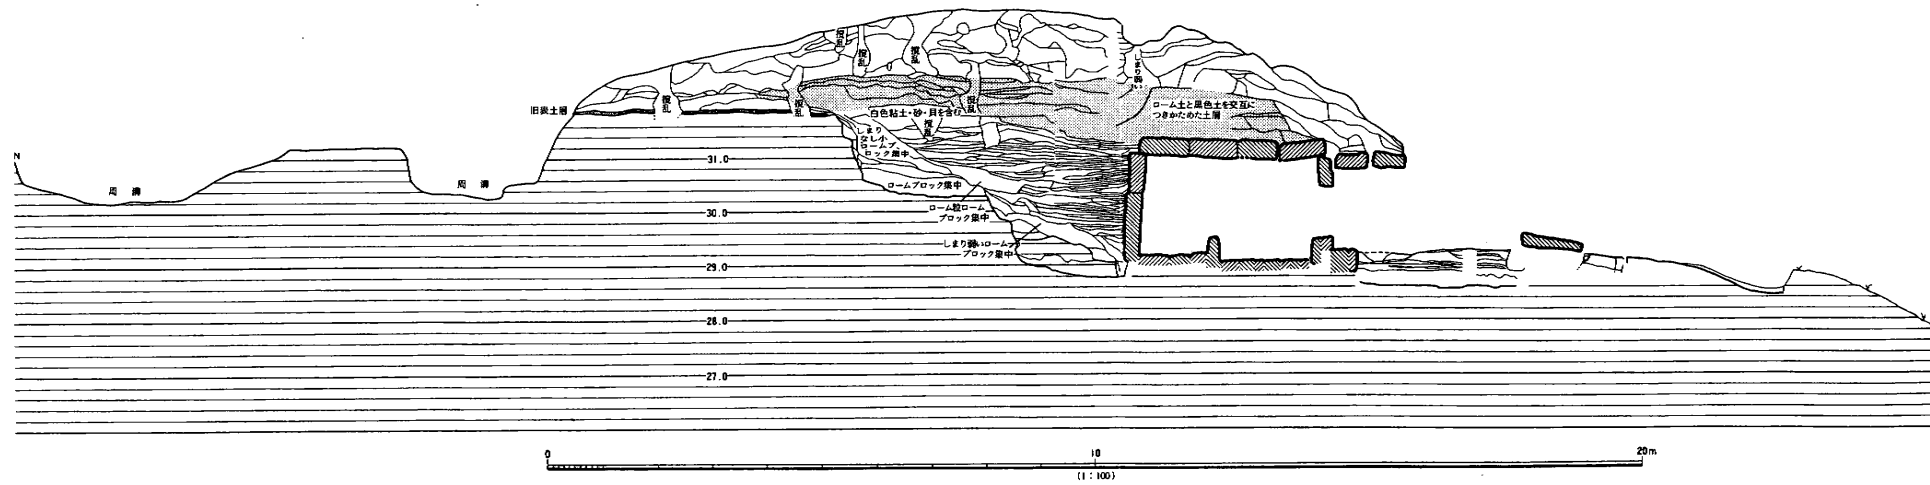 攪乱
攪乱
攪乱
しまり弱い
攪乱
攪乱
攪乱
旧表土層
白色粘土・砂・貝を含む
攪乱
ローム土と黒色土を交互に
つきかためた土層
しまり
なし小
ロームブ
ロック集中
N
31.0
周溝
周溝
ロームブロック集中
30.0
ローム粒ローム
ブロック集中
しまり弱いローム
ブロック集中
29.0
28.0
27.0
0
10
20m
(1:100)